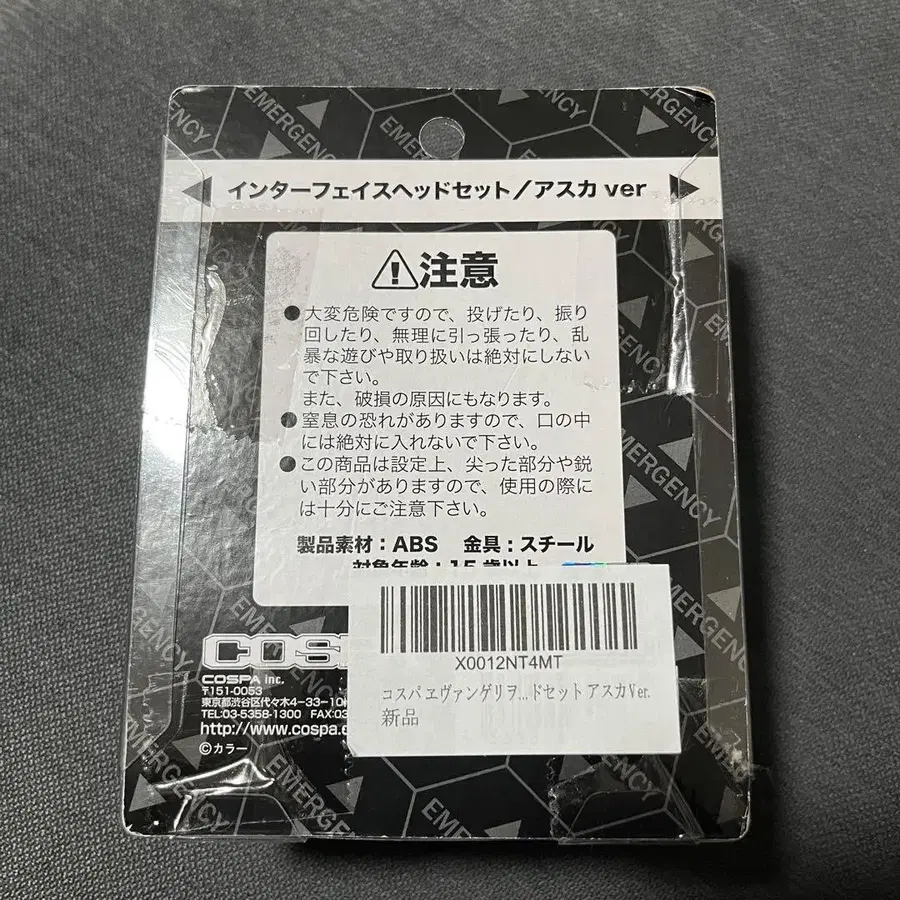 EMERGENCY
EMERGENCY
EMERGENCY
インターフェイスヘッドセット／アスカ ver
注意
●大変危険ですので、投げたり、振り
回したり、無理に引っ張ったり、乱
暴な遊びや取り扱いは絶対にしない
で下さい。
また、破損の原因にもなります。
●窒息の恐れがありますので、口の中
には絶対に入れないで下さい。
●この商品は設定上、尖った部分や鋭
い部分がありますので、使用の際に
は十分にご注意下さい。
EMERGENCY
製品素材：ABS 金具：スチール
対象年齢：15歳以上
EMERGENCY
X0012NT4MT
コスパ ヱヴァンゲリヲ...ドセット アスカVer.
新品
COSPA inc.
〒151-0053
東京都渋谷区代々木4-33-10
TEL:03-5358-1300 FAX:03
http://www.cospa.c
©カラー
EMERGENCY
EMERGENCY